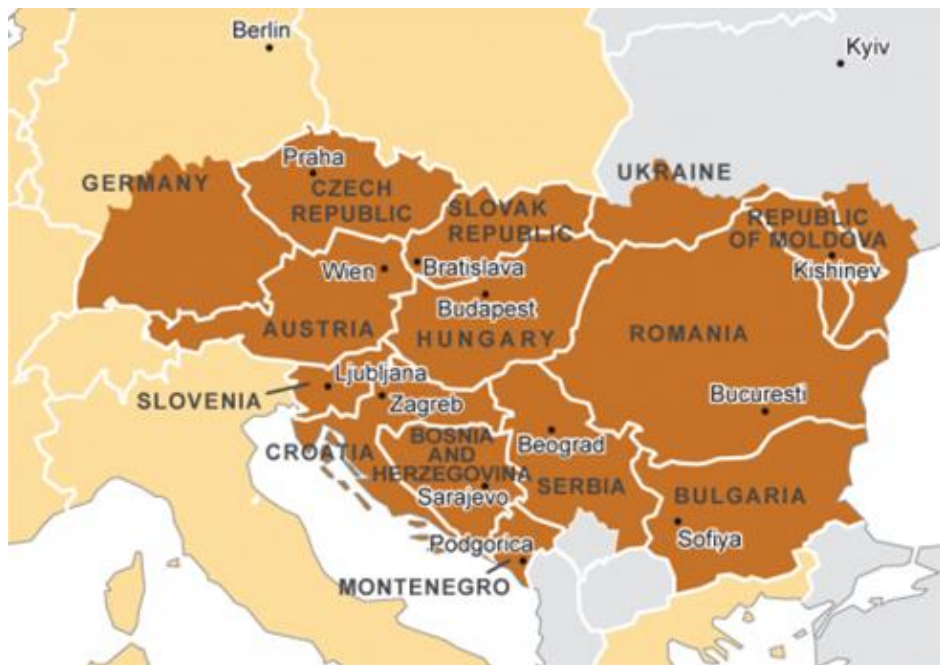 Berlin
Kyiv
Praha
GERMANY
CZECH
REPUBLIC
UKRAINE
SLOVAK
REPUBLIC
REPUBLIC
OF MOLDOVA
Kishinev
Wien
Bratislava
Budapest
AUSTRIA
HUNGARY
ROMANIA
Ljubljana
SLOVENIA
Zagreb
Bucuresti
Beograd
CROATIA
BOSNIA
AND
HERZEGOVINA
Sarajevo
SERBIA
BULGARIA
Sofiya
Podgorica
MONTENEGRO